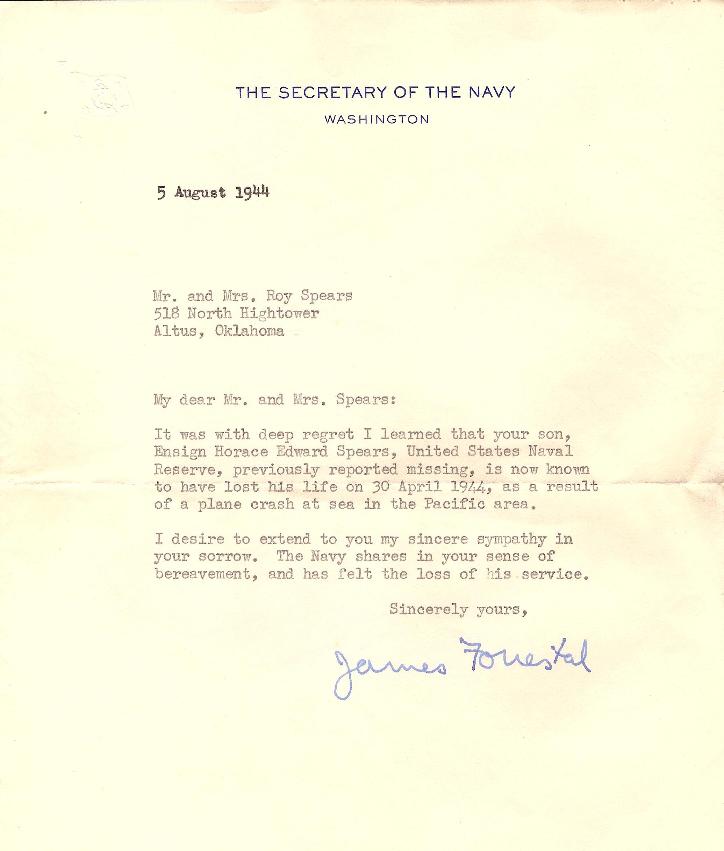 THE SECRETARY OF THE NAVY
WASHINGTON
5 August 1944
Mr. and Mrs. Roy Spears
518 North Hightower
Altus, Oklahoma
My dear Mr. and Mrs. Spears:
It was with deep regret I learned that your son,
Ensign Horace Edward Spears, United States Naval
Reserve, previously reported missing, is now known
to have lost his life on 30 April 1944, as a result
of a plane crash at sea in the Pacific area.
I desire to extend to you my sincere sympathy in
your sorrow. The Navy shares in your sense of
bereavement, and has felt the loss of his service.
Sincerely yours,
James Forrestal